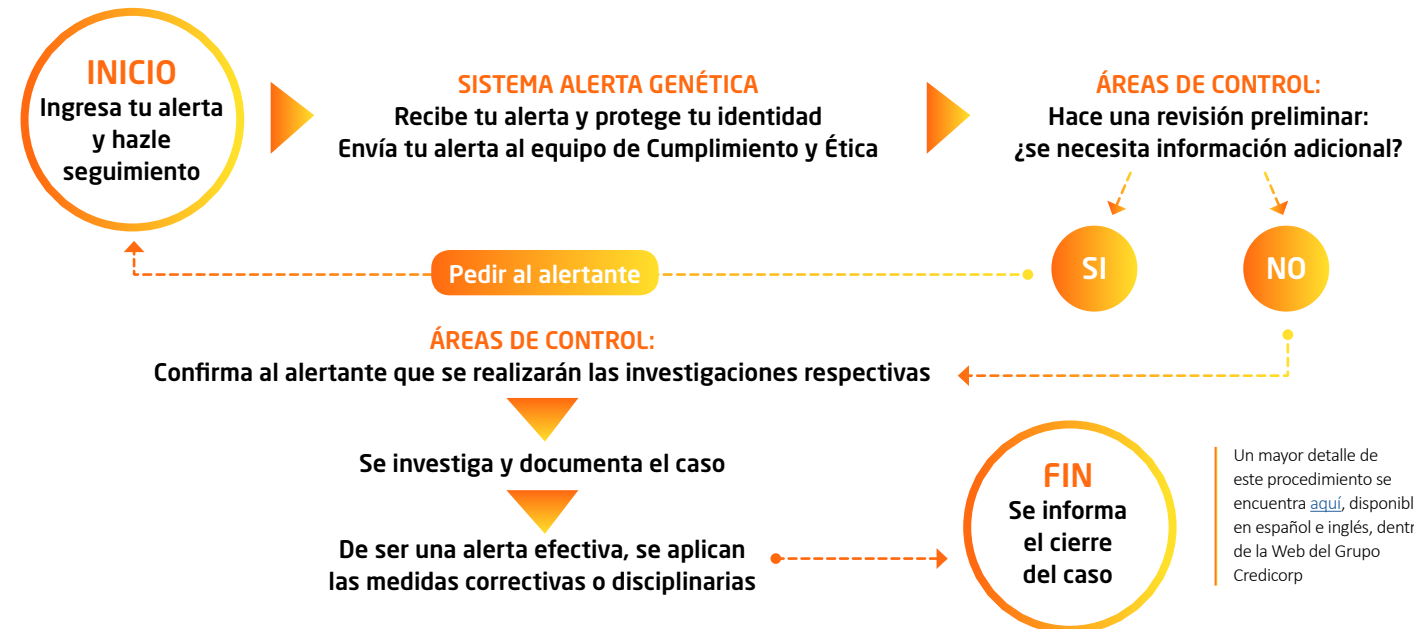 INICIO
Ingresa tu alerta
y hazle
seguimiento
SISTEMA ALERTA GENÉTICA
Recibe tu alerta y protege tu identidad
Envía tu alerta al equipo de Cumplimiento y Ética
ÁREAS DE CONTROL:
Hace una revisión preliminar:
¿se necesita información adicional?
SI
NO
Pedir al alertante
ÁREAS DE CONTROL:
Confirma al alertante que se realizarán las investigaciones respectivas
Se investiga y documenta el caso
De ser una alerta efectiva, se aplican
las medidas correctivas o disciplinarias
FIN
Se informa
el cierre
del caso
Un mayor detalle de
este procedimiento se
encuentra aquí, disponibl
en español e inglés, dentr
de la Web del Grupo
Credicorp